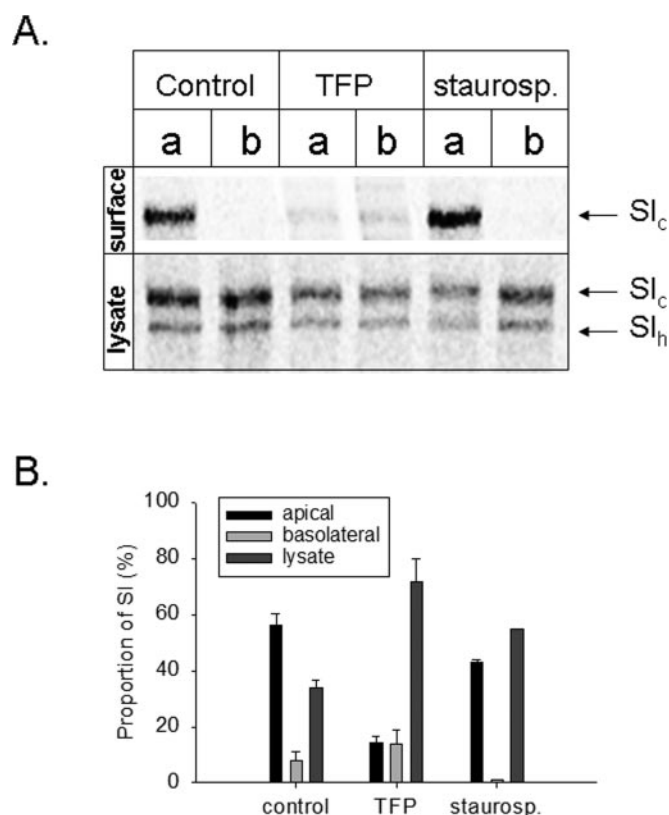 A.
Control TFP staurosp.
a b a b a b
surface SIc
lysate SIc
SIh
B.
100
80
60
40
20
0
Proportion of SI (%)
apical
basolateral
lysate
control TFP staurosp.